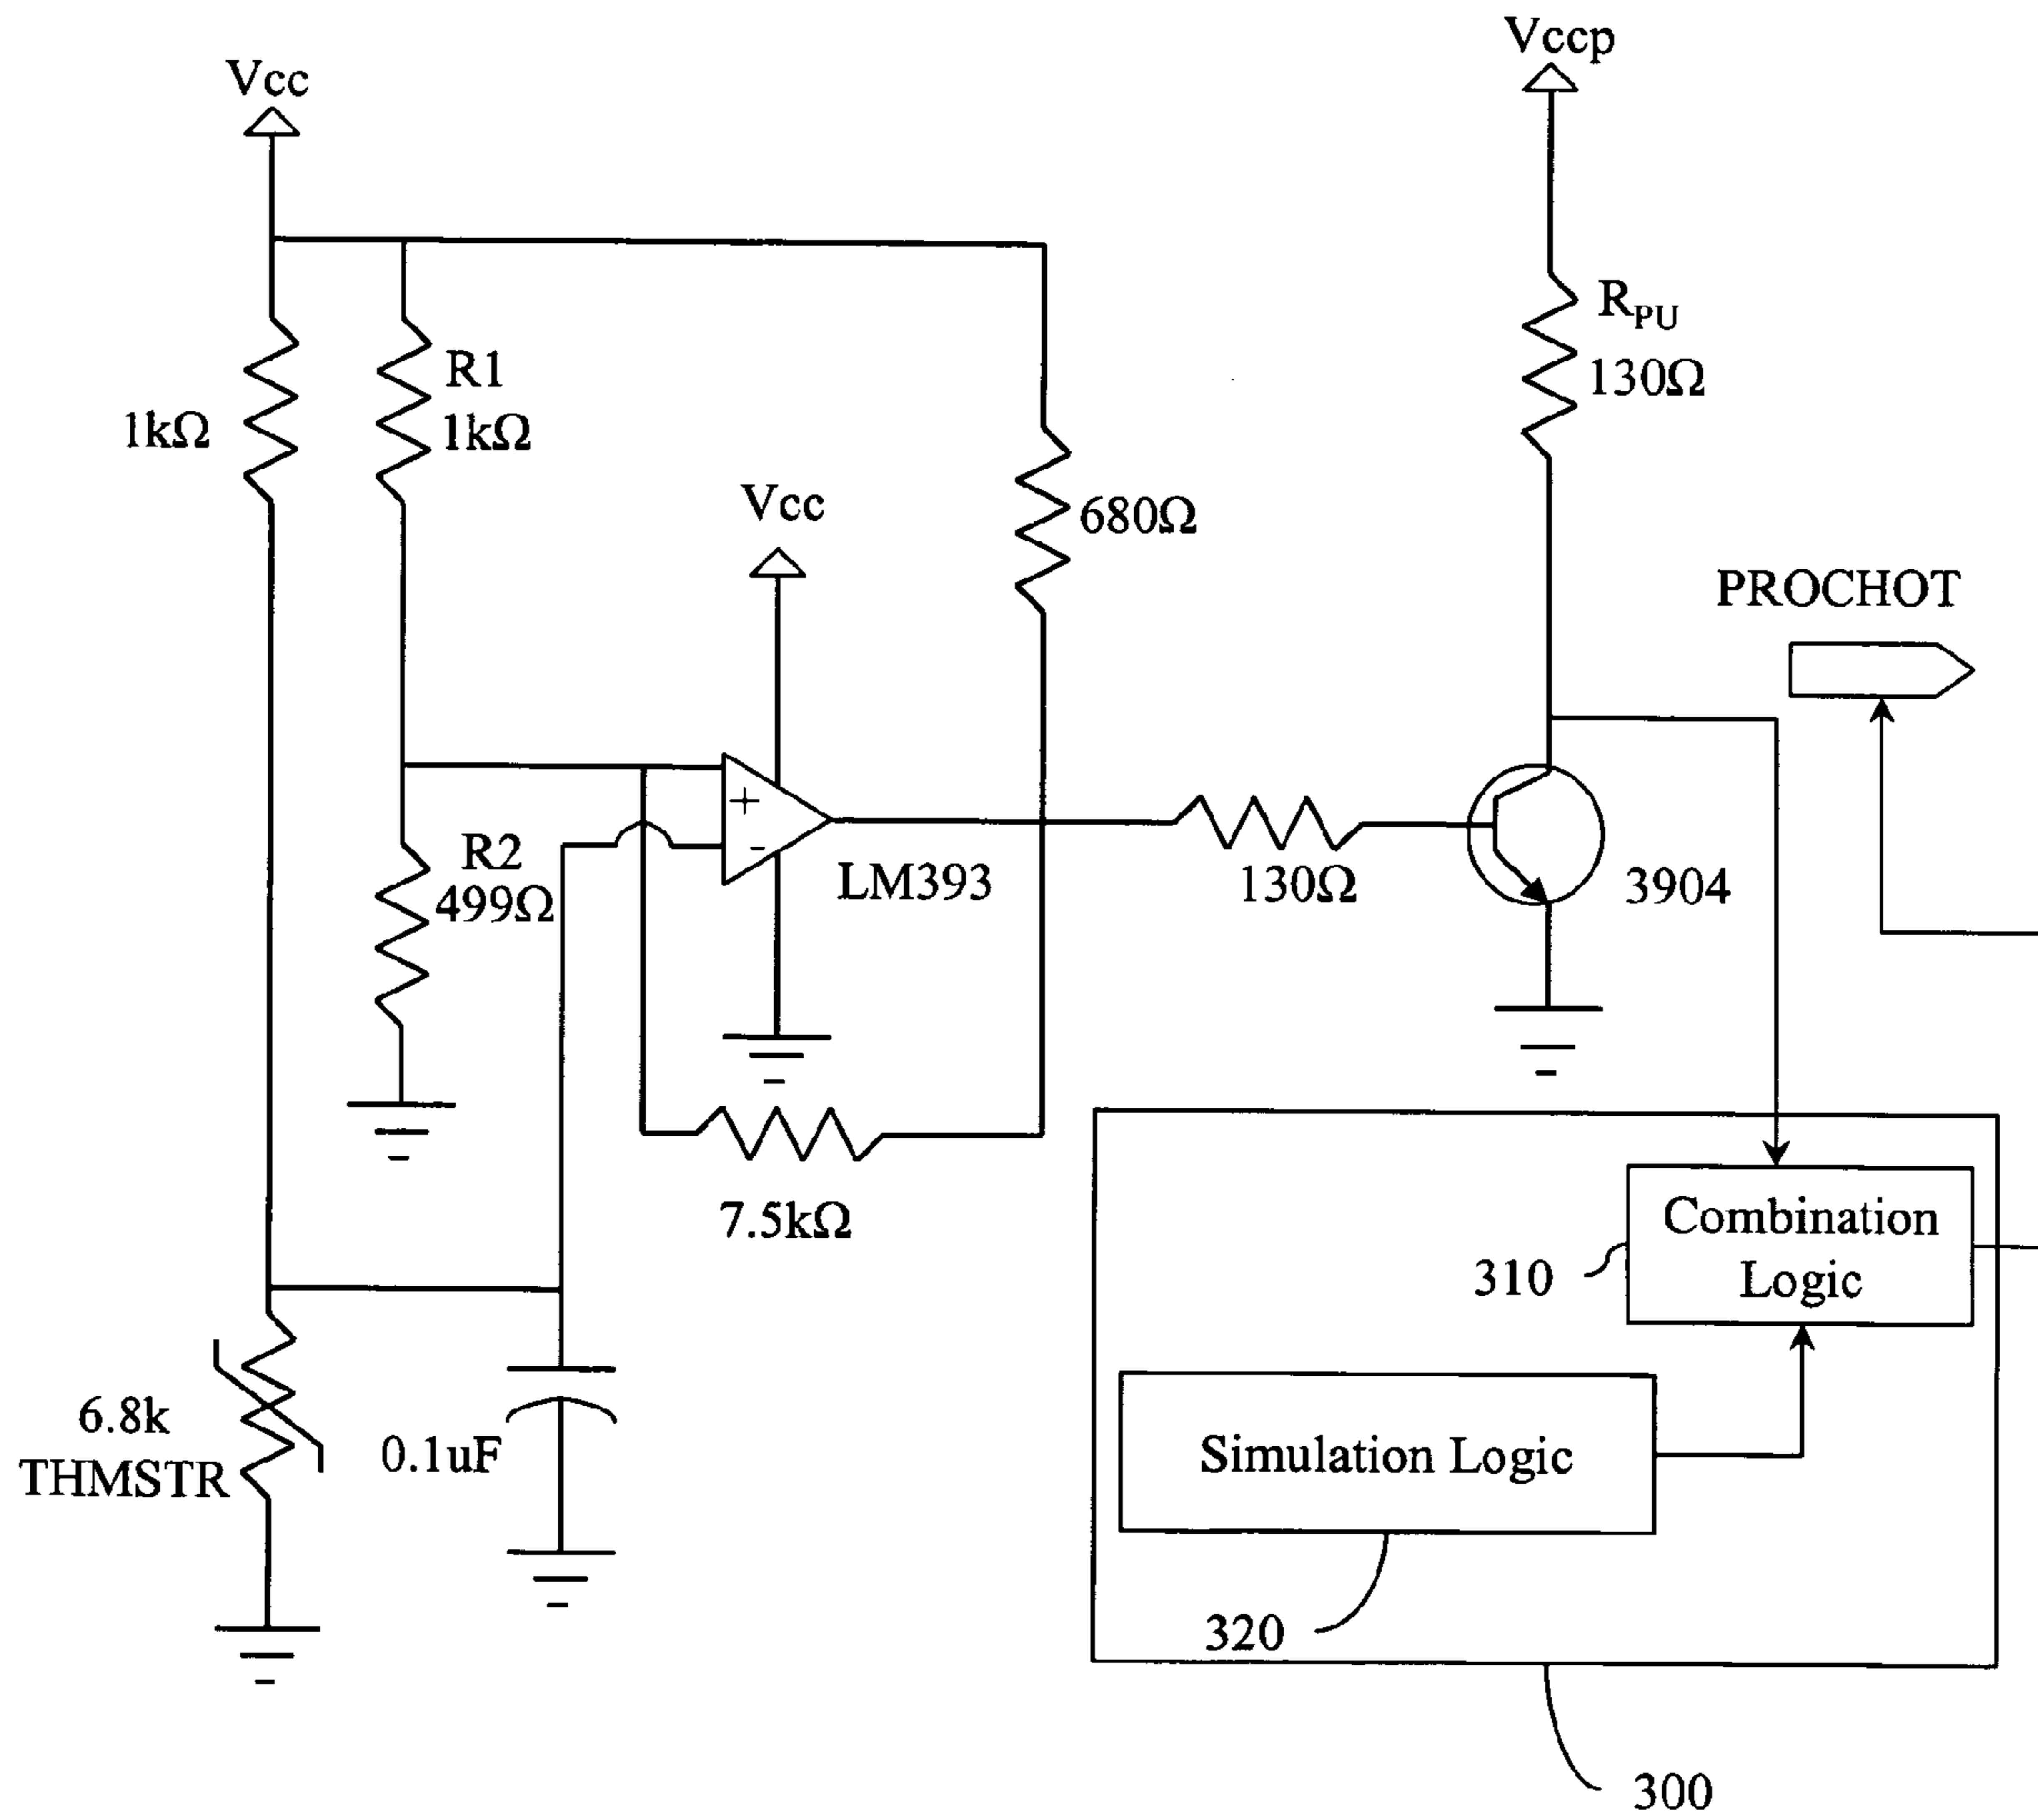 Vcc
Vccp
1kΩ
R1
1kΩ
RPU
130Ω
Vcc
680Ω
PROCHOT
+
-
R2
499Ω
LM393
130Ω
3904
7.5kΩ
Combination
Logic
310
6.8k
THMSTR
0.1uF
Simulation Logic
320
300